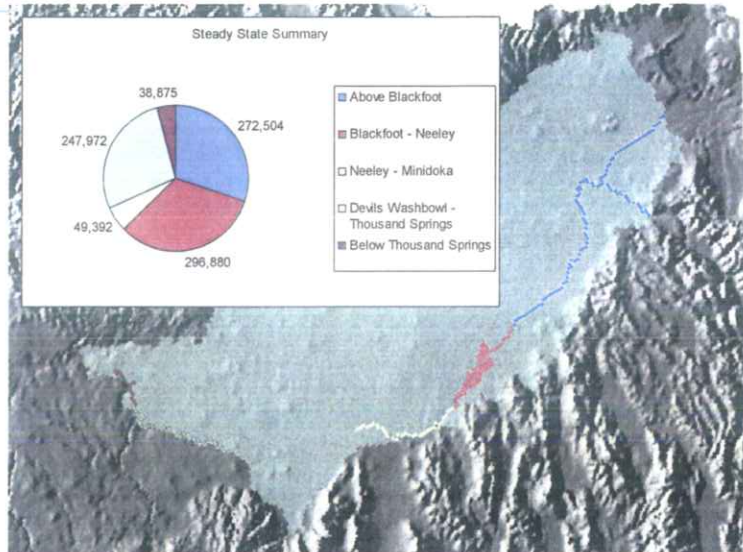 Steady State Summary
38,875
272,504
247,972
49,392
296,880
Above Blackfoot
Blackfoot - Neeley
Neeley - Minidoka
Devils Washbowl -
Thousand Springs
Below Thousand Springs